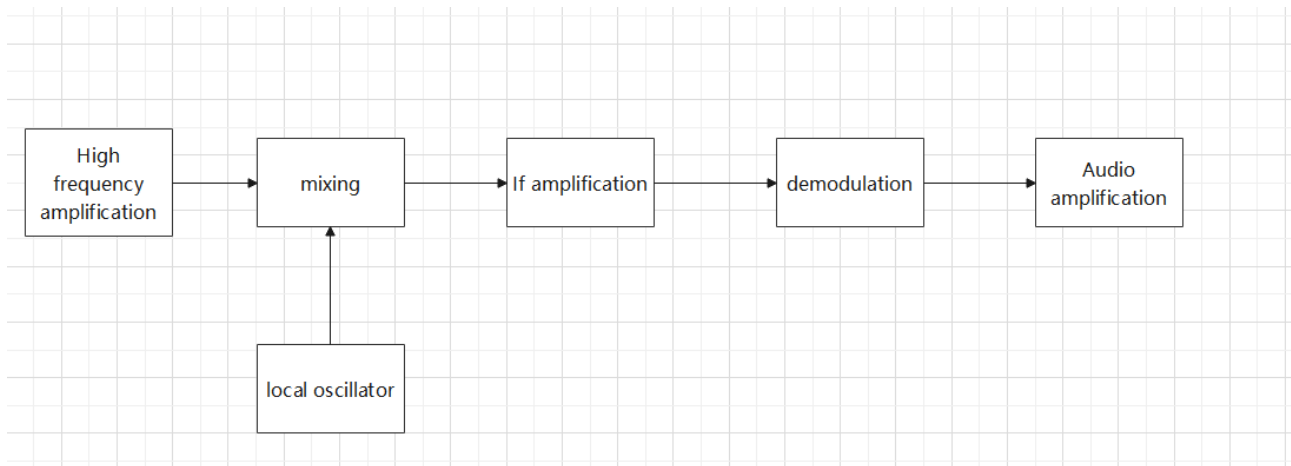 High
frequency
amplification
mixing
If amplification
demodulation
Audio
amplification
local oscillator